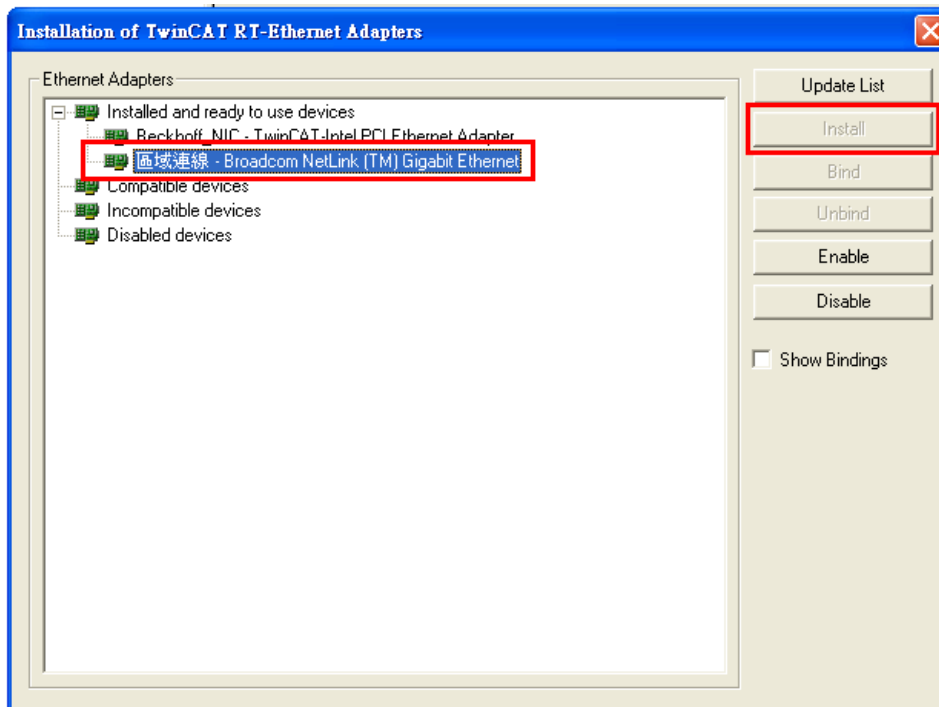 Installation of TwinCAT RT-Ethernet Adapters
Ethernet Adapters
Installed and ready to use devices
Beckhoff_NIC - TwinCAT-Intel PCI Ethernet Adapter
區域連線 - Broadcom NetLink (TM) Gigabit Ethernet
Compatible devices
Incompatible devices
Disabled devices
Update List
Install
Bind
Unbind
Enable
Disable
Show Bindings